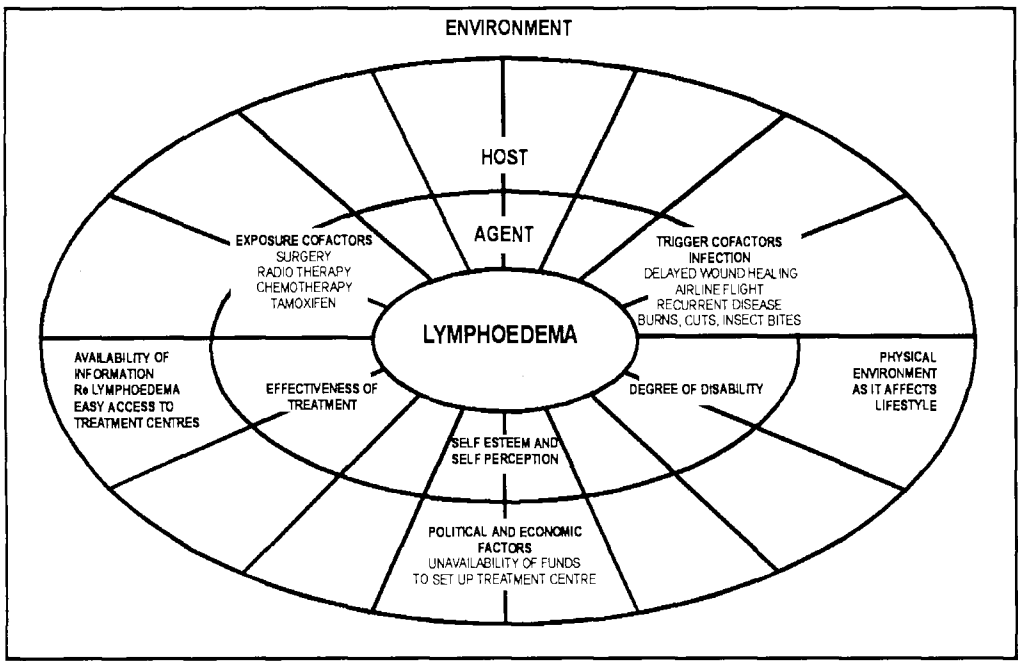 ENVIRONMENT
HOST
AGENT
EXPOSURE COFACTORS
SURGERY
RADIO THERAPY
CHEMOTHERAPY
TAMOXIFEN
TRIGGER COFACTORS
INFECTION
DELAYED WOUND HEALING
AIRLINE FLIGHT
RECURRENT DISEASE
BURNS, CUTS, INSECT BITES
LYMPHOEDEMA
AVAILABILITY OF
INFORMATION
Re LYMPHOEDEMA
EASY ACCESS TO
TREATMENT CENTRES
EFFECTIVENESS OF
TREATMENT
SELF ESTEEM AND
SELF PERCEPTION
DEGREE OF DISABILITY
PHYSICAL
ENVIRONMENT
AS IT AFFECTS
LIFESTYLE
POLITICAL AND ECONOMIC
FACTORS
UNAVAILABILITY OF FUNDS
TO SET UP TREATMENT CENTRE